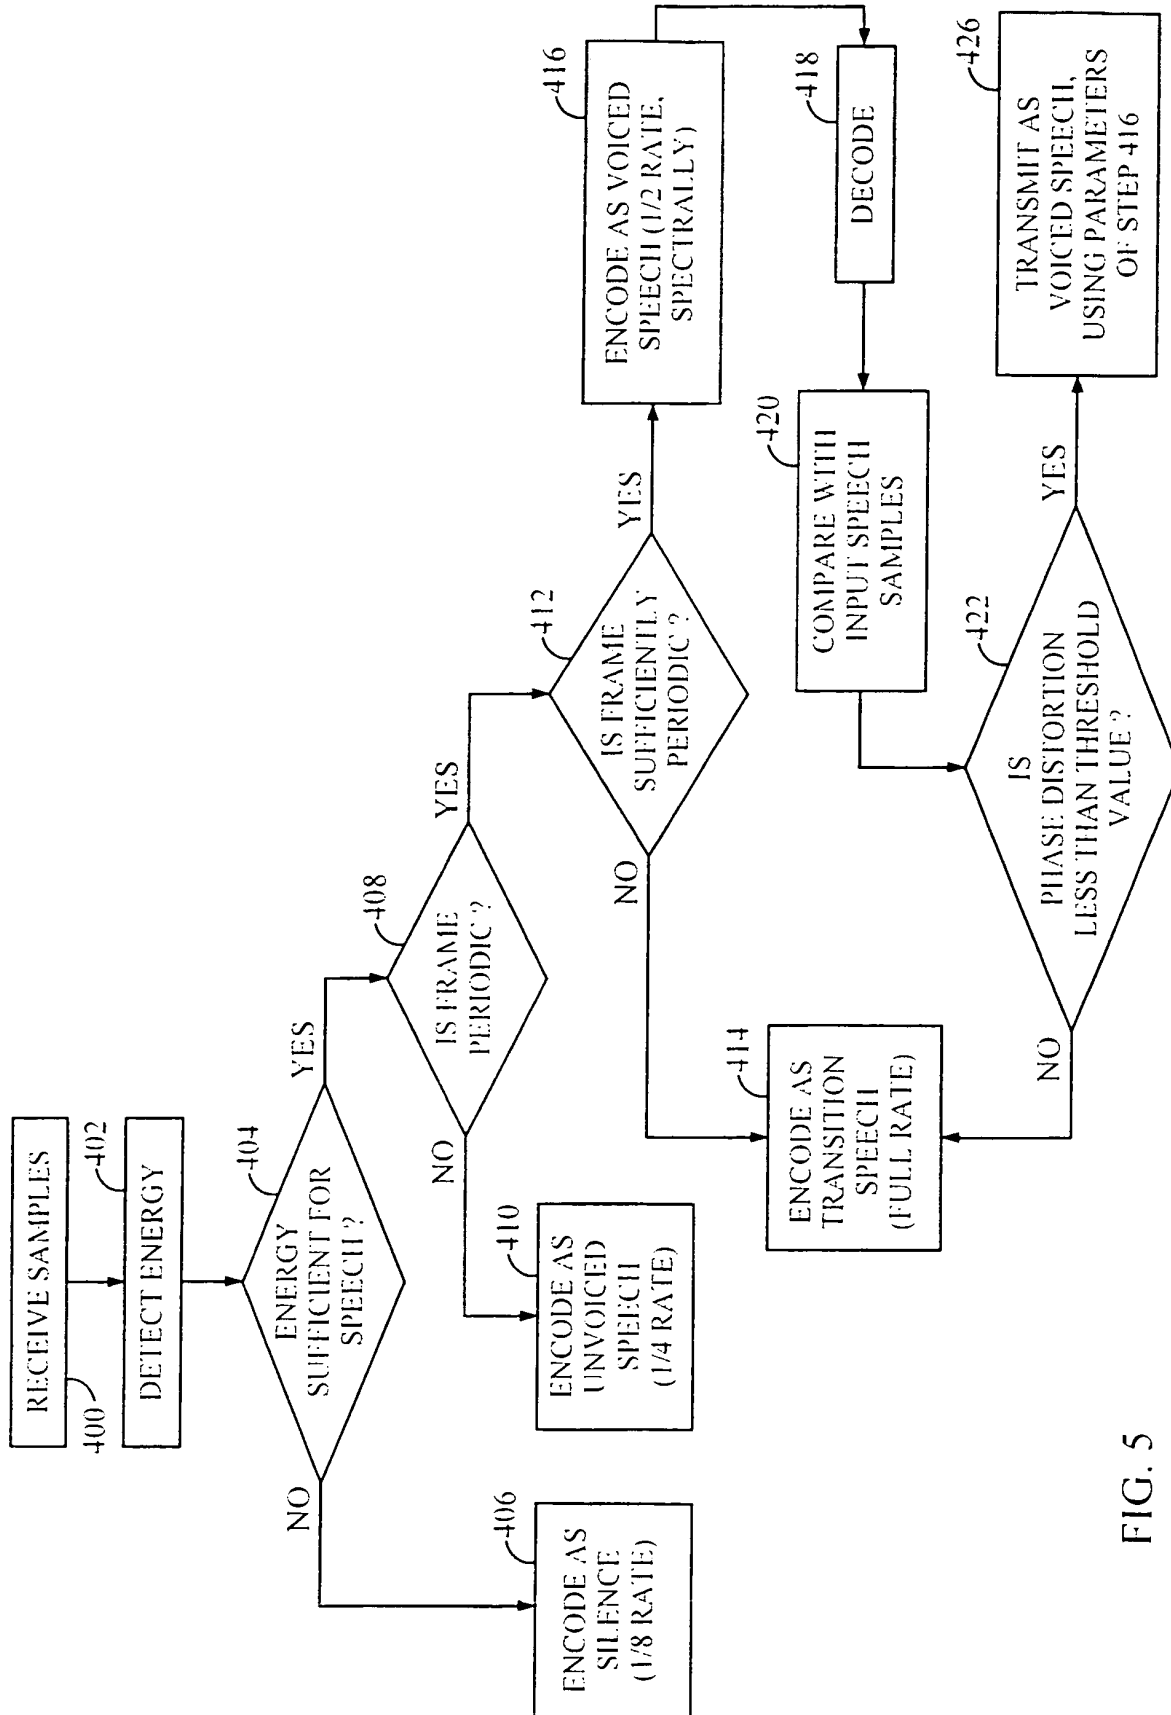 RECEIVE SAMPLES
400
402
DETECT ENERGY
404
ENERGY
SUFFICIENT FOR
SPEECH ?
NO
YES
406
ENCODE AS
SILENCE
(1/8 RATE)
408
IS FRAME
PERIODIC ?
NO
YES
410
ENCODE AS
UNVOICED
SPEECH
(1/4 RATE)
412
IS FRAME
SUFFICIENTLY
PERIODIC ?
NO
YES
414
ENCODE AS
TRANSITION
SPEECH
(FULL RATE)
416
ENCODE AS VOICED
SPEECH (1/2 RATE,
SPECTRALLY)
418
DECODE
420
COMPARE WITH
INPUT SPEECH
SAMPLES
422
IS
PHASE DISTORTION
LESS THAN THRESHOLD
VALUE ?
NO
YES
426
TRANSMIT AS
VOICED SPEECH,
USING PARAMETERS
OF STEP 416
FIG. 5